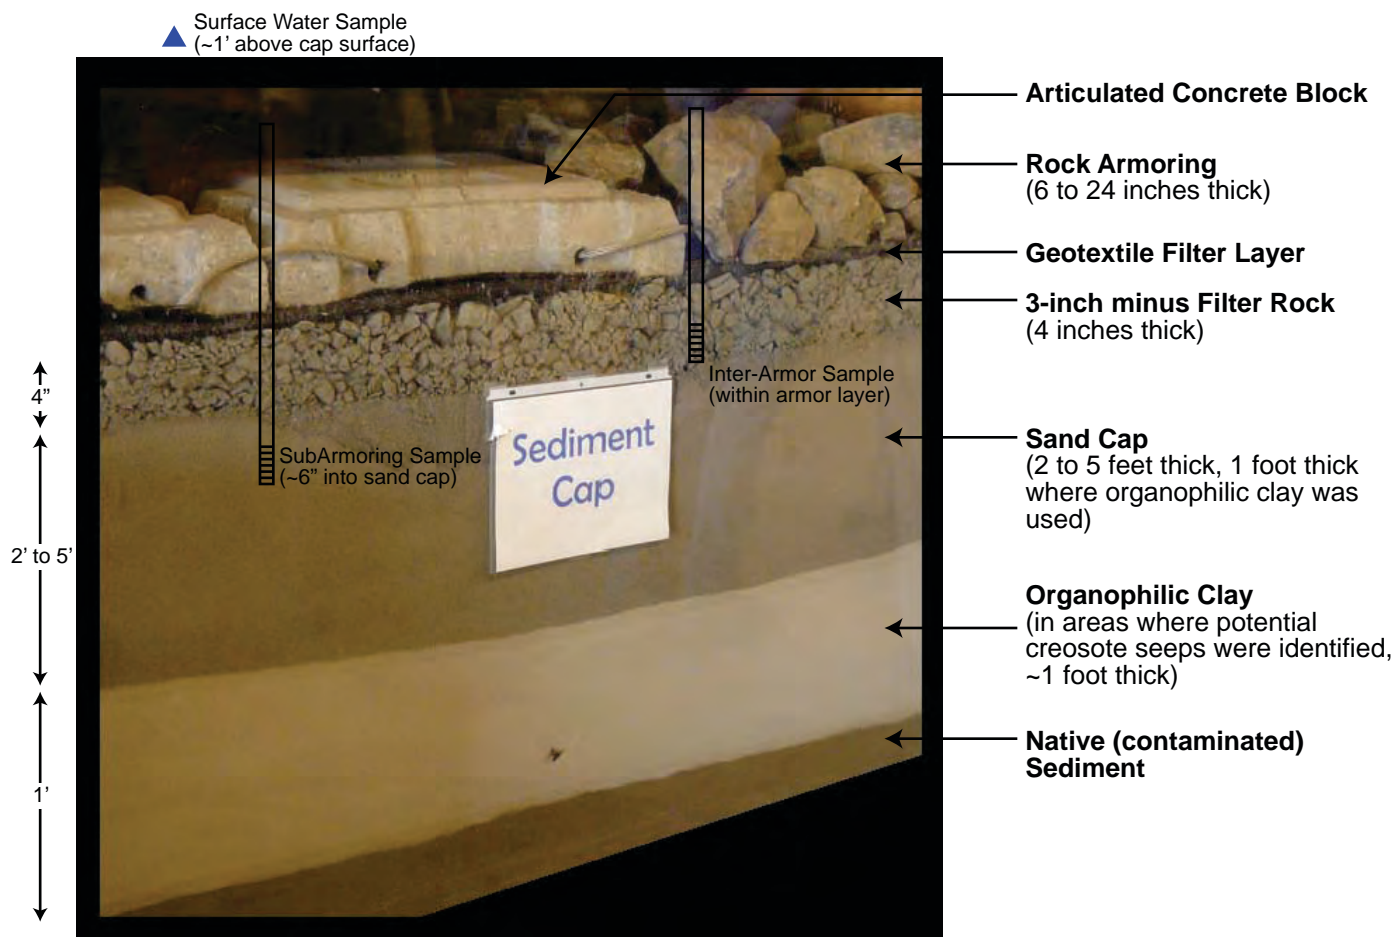 Surface Water Sample
(~1’ above cap surface)
Articulated Concrete Block
Rock Armoring
(6 to 24 inches thick)
Geotextile Filter Layer
3-inch minus Filter Rock
(4 inches thick)
4”
Inter-Armor Sample
(within armor layer)
Sediment
Cap
SubArmoring Sample
(~6” into sand cap)
Sand Cap
(2 to 5 feet thick, 1 foot thick
where organophilic clay was
used)
2’ to 5’
Organophilic Clay
(in areas where potential
creosote seeps were identified,
~1 foot thick)
Native (contaminated)
Sediment
1’